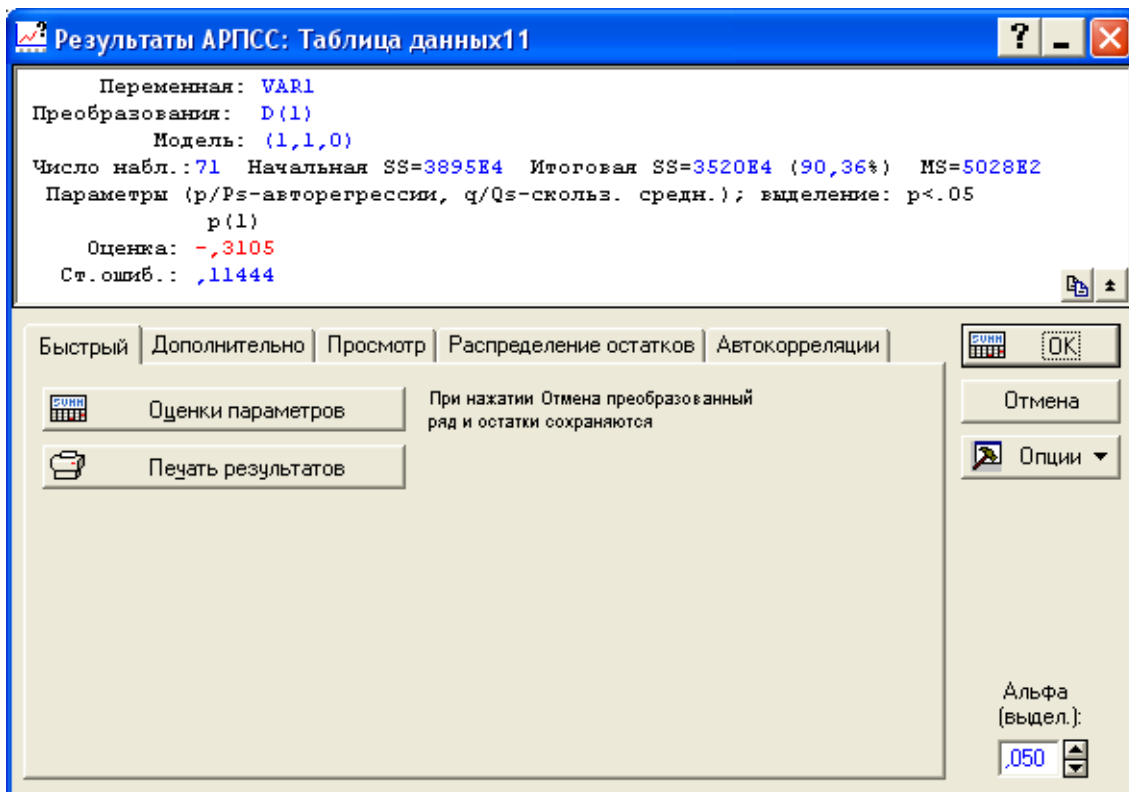 Результаты АРПСС: Таблица данных11
Переменная: VAR1
Преобразования: D(1)
Модель: (1,1,0)
Число набл.:71 Начальная SS=3895E4 Итоговая SS=3520E4 (90,36%) MS=5028E2
Параметры (p/Ps-авторегрессии, q/Qs-скольз. средн.); выделение: p<.05
p(1)
Оценка: -,3105
Ст.ошиб.: ,11444
Быстрый Дополнительно Просмотр Распределение остатков Автокорреляции
Оценки параметров
При нажатии Отмена преобразованный
ряд и остатки сохраняются
Печать результатов
OK
Отмена
Опции
Альфа
(выдел.):
,050